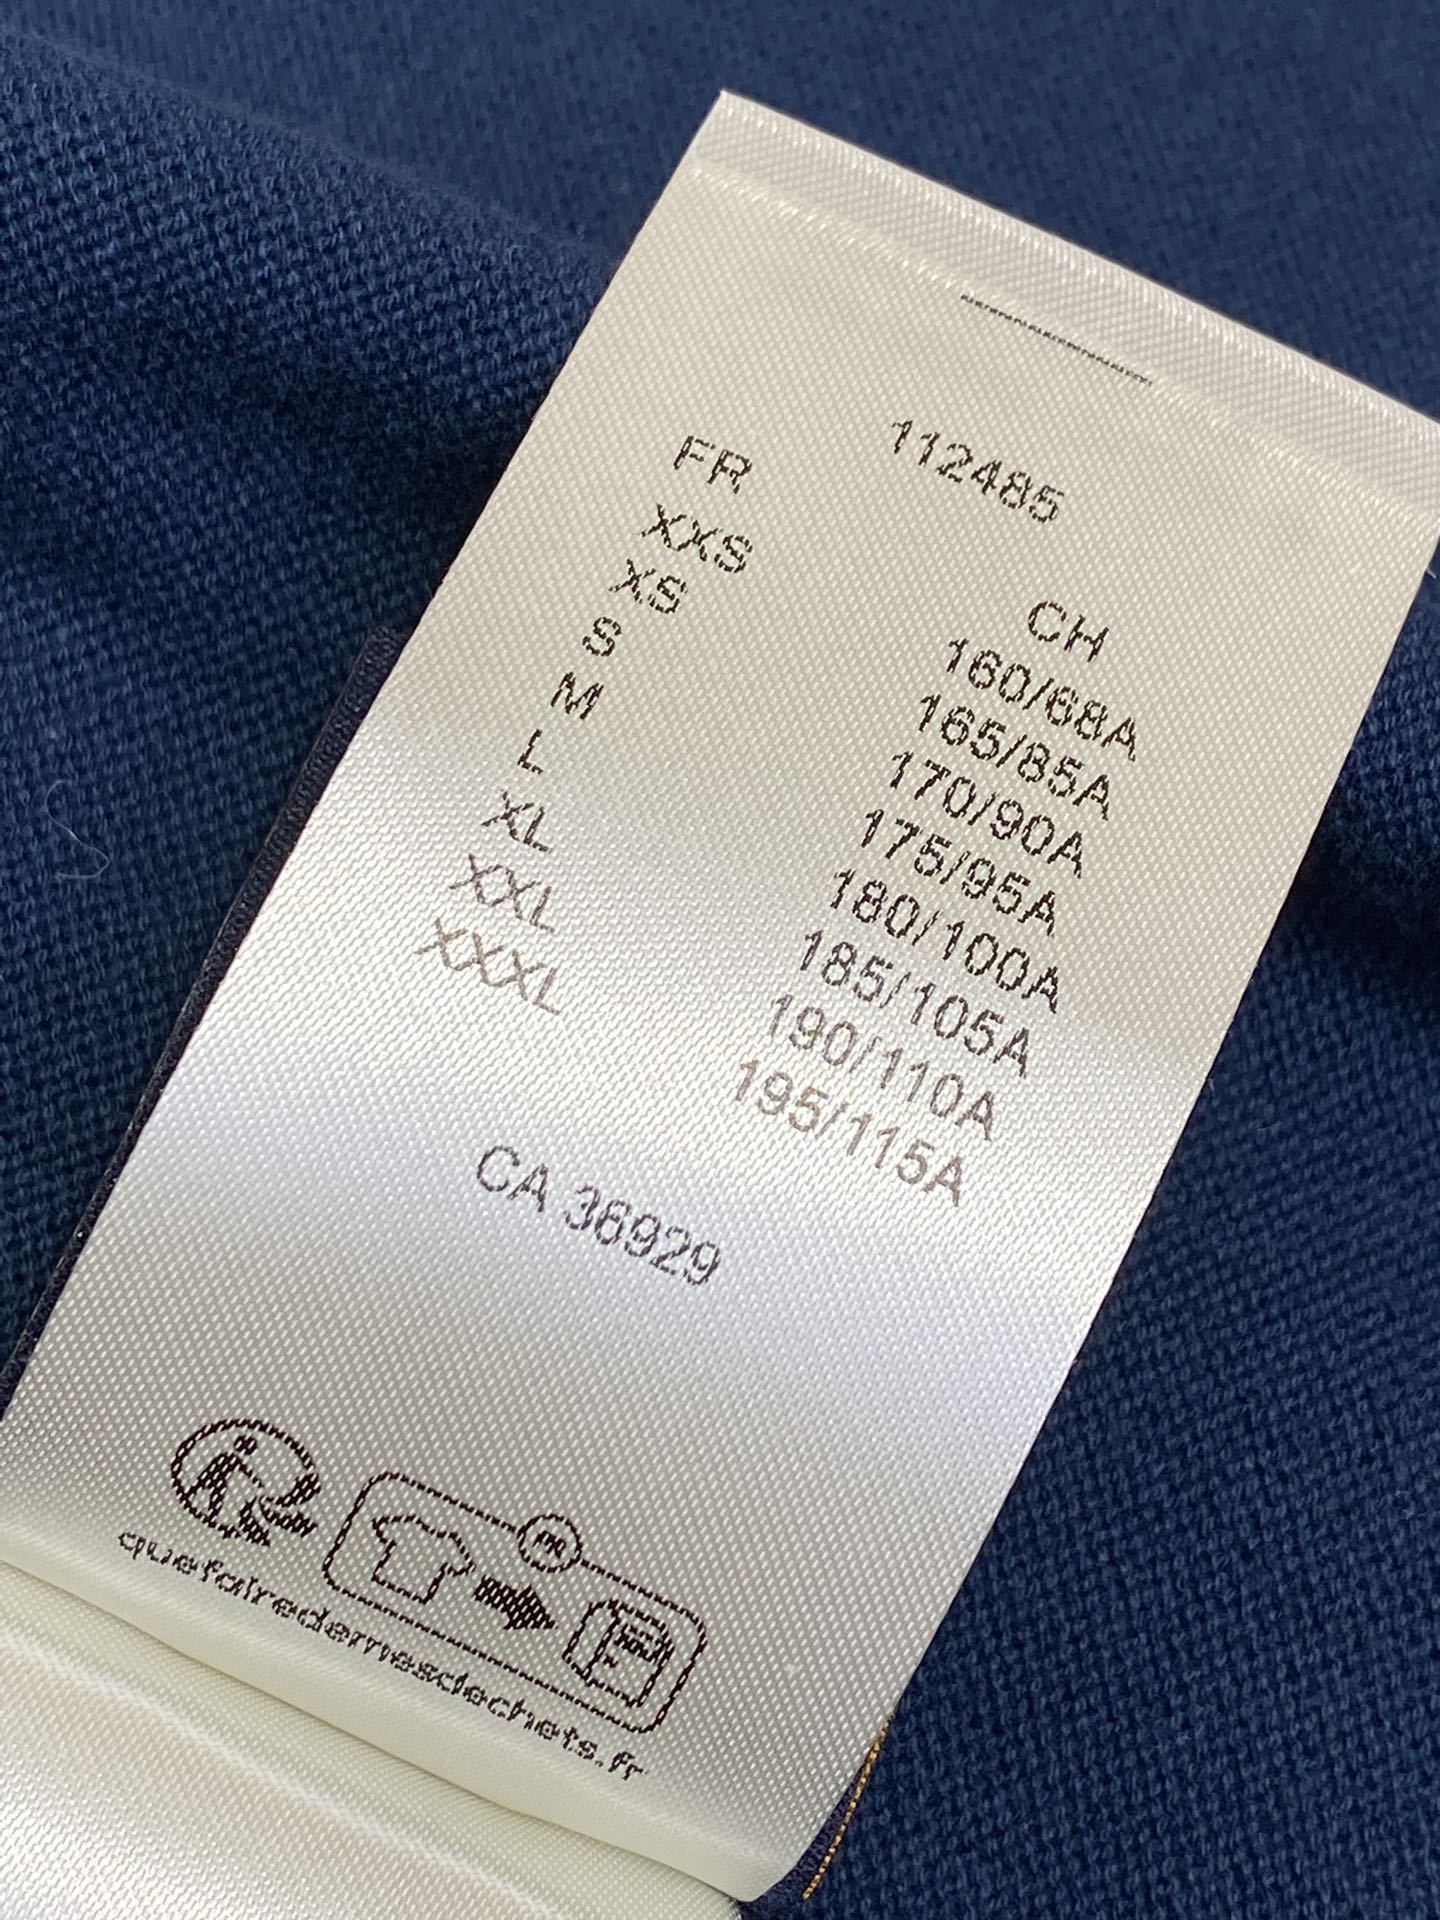 112485
FR CH
XXS 160/68A
XS 165/85A
S 170/90A
M 175/95A
L 180/100A
XL 185/105A
XXL 190/110A
XXXL 195/115A
CA 36929
FR
quefairedemesdechets.fr